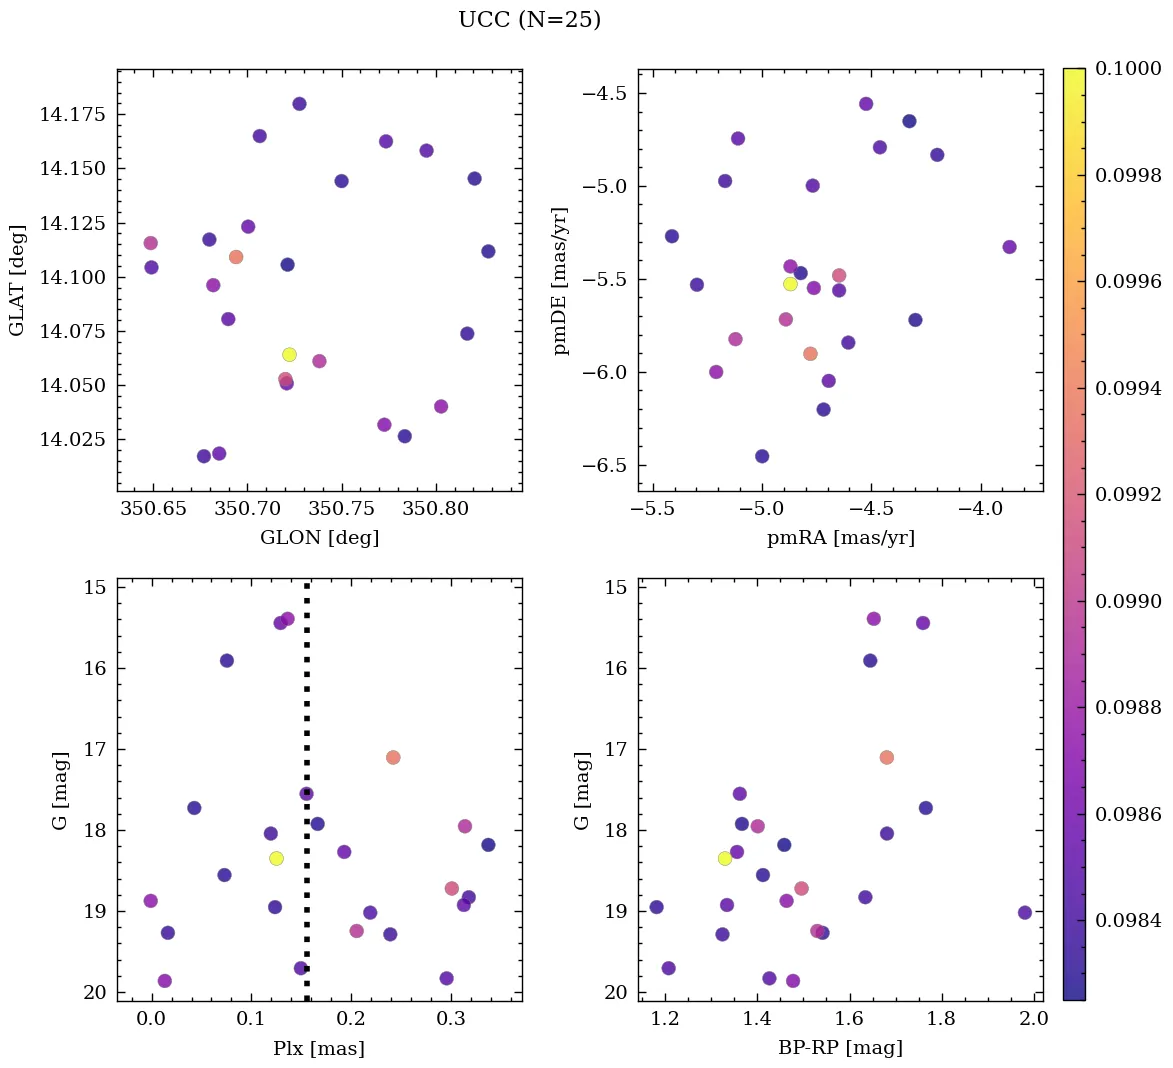 UCC (N=25)
14.175
14.150
14.125
14.100
14.075
14.050
14.025
GLAT [deg]
350.65 350.70 350.75 350.80
GLON [deg]
−4.5
−5.0
−5.5
−6.0
−6.5
pmDE [mas/yr]
−5.5 −5.0 −4.5 −4.0
pmRA [mas/yr]
15
16
17
18
19
20
G [mag]
0.0 0.1 0.2 0.3
Plx [mas]
15
16
17
18
19
20
G [mag]
1.2 1.4 1.6 1.8 2.0
BP-RP [mag]
0.1000
0.0998
0.0996
0.0994
0.0992
0.0990
0.0988
0.0986
0.0984